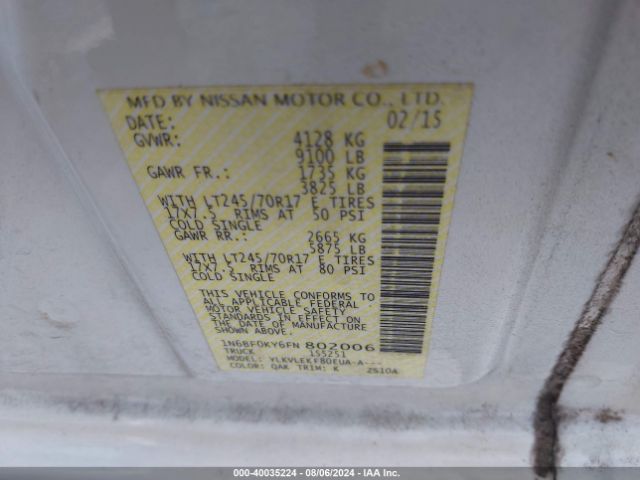 MFD BY NISSAN MOTOR CO., LTD.
DATE: 02/15
GVWR: 4128 KG
9100 LB
GAWR FR.: 1735 KG
3825 LB
WITH LT245/70R17 E TIRES
17X7.5 RIMS AT 50 PSI
COLD SINGLE
GAWR RR.: 2665 KG
5875 LB
WITH LT245/70R17 E TIRES
17X7.5 RIMS AT 80 PSI
COLD SINGLE
THIS VEHICLE CONFORMS TO
ALL APPLICABLE FEDERAL
MOTOR VEHICLE SAFETY
STANDARDS IN EFFECT ON
THE DATE OF MANUFACTURE
SHOWN ABOVE.
1N6BF0KY6FN 802006
TRUCK 155251
MODEL: YLKVLEKF80EUA-A---
COLOR: QAK TRIM: K ZS10A
000-40035224 - 08/06/2024 - IAA Inc.